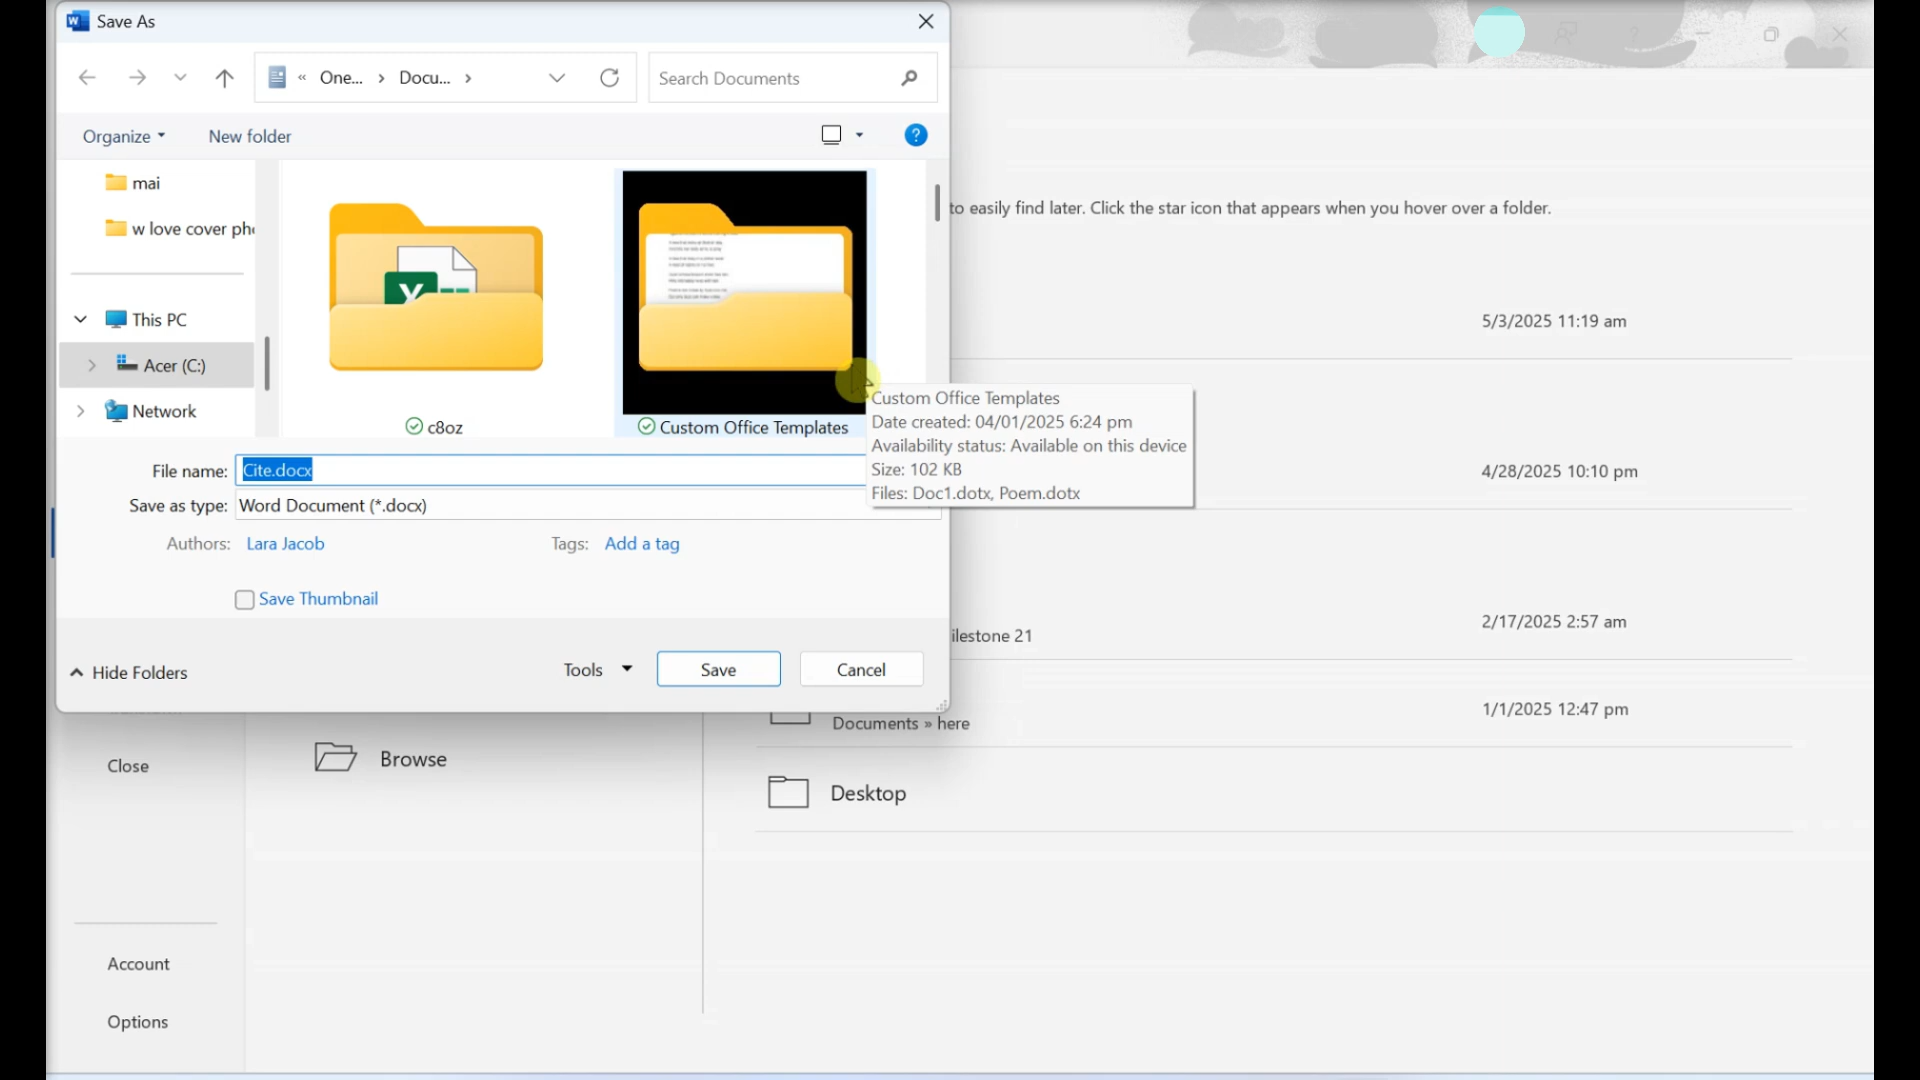 Save As
One... Docu...
Search Documents
Organize
New folder
mai
w love cover pho
This PC
Acer (C:)
Network
c8oz
Custom Office Templates
Custom Office Templates
Date created: 04/01/2025 6:24 pm
Availability status: Available on this device
Size: 102 KB
Files: Doc1.dotx, Poem.dotx
File name: Cite.docx
Save as type: Word Document (*.docx)
Authors: Lara Jacob
Tags: Add a tag
Save Thumbnail
Hide Folders
Tools
Save
Cancel
to easily find later. Click the star icon that appears when you hover over a folder.
5/3/2025 11:19 am
4/28/2025 10:10 pm
2/17/2025 2:57 am
ilestone 21
1/1/2025 12:47 pm
Documents » here
Desktop
Browse
Close
Account
Options